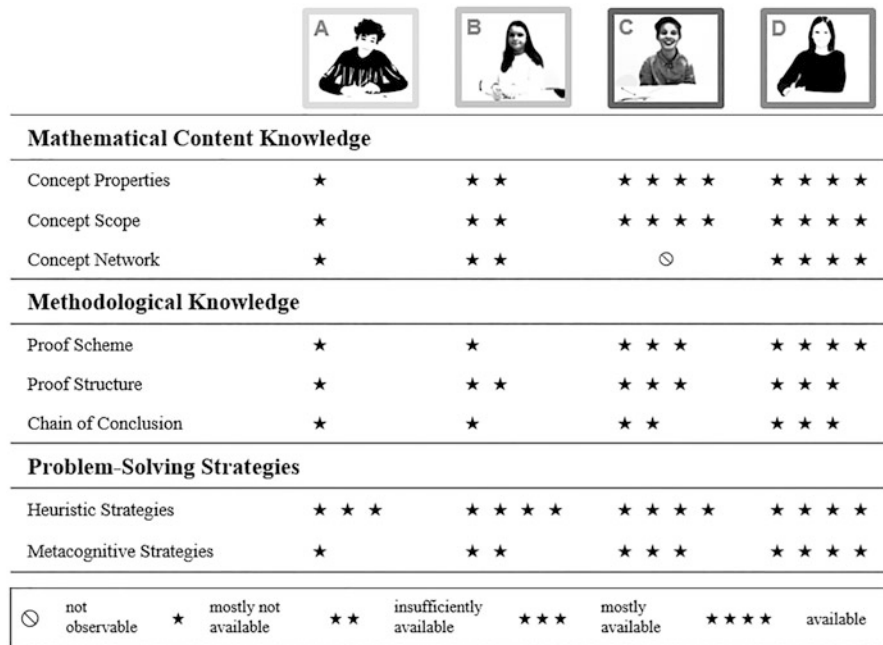 A B C D
Mathematical Content Knowledge
Concept Properties ★ ★ ★ ★ ★ ★ ★ ★ ★ ★ ★
Concept Scope ★ ★ ★ ★ ★ ★ ★ ★ ★ ★ ★
Concept Network ★ ★ ★ ★ ★ ★ ★
Methodological Knowledge
Proof Scheme ★ ★ ★ ★ ★ ★ ★ ★ ★
Proof Structure ★ ★ ★ ★ ★ ★ ★ ★ ★
Chain of Conclusion ★ ★ ★ ★ ★ ★ ★
Problem-Solving Strategies
Heuristic Strategies ★ ★ ★ ★ ★ ★ ★ ★ ★ ★ ★ ★ ★ ★ ★
Metacognitive Strategies ★ ★ ★ ★ ★ ★ ★ ★ ★ ★
not observable ★ mostly not available ★ ★ insufficiently available ★ ★ ★ mostly available ★ ★ ★ ★ available